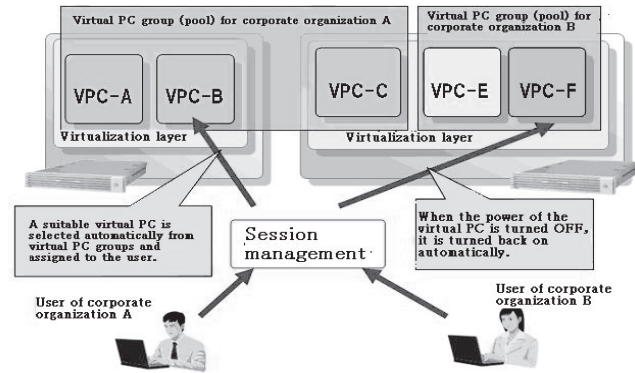 Virtual PC group (pool) for corporate organization A
Virtual PC group (pool) for
corporate organization B
VPC-A
VPC-B
VPC-C
VPC-E
VPC-F
Virtualization layer
Virtualization layer
A suitable virtual PC is
selected automatically from
virtual PC groups and
assigned to the user.
When the power of the
virtual PC is turned OFF,
it is turned back on
automatically.
Session
management
User of corporate
organization A
User of corporate
organization B